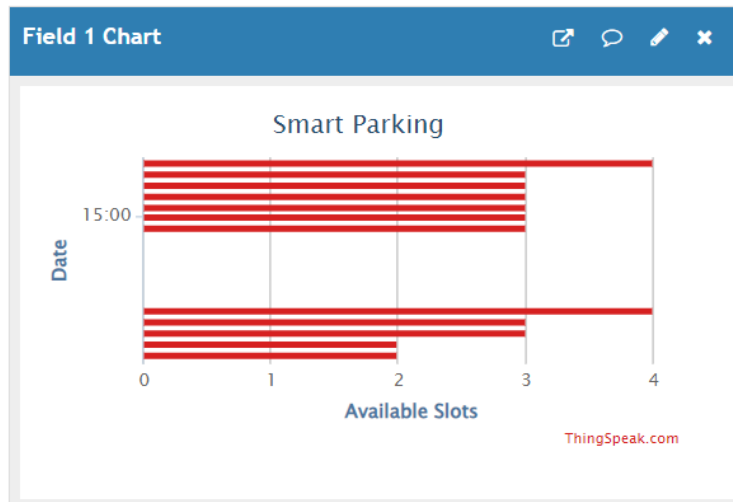 Field 1 Chart
Smart Parking
15:00
Date
0 1 2 3 4
Available Slots
ThingSpeak.com